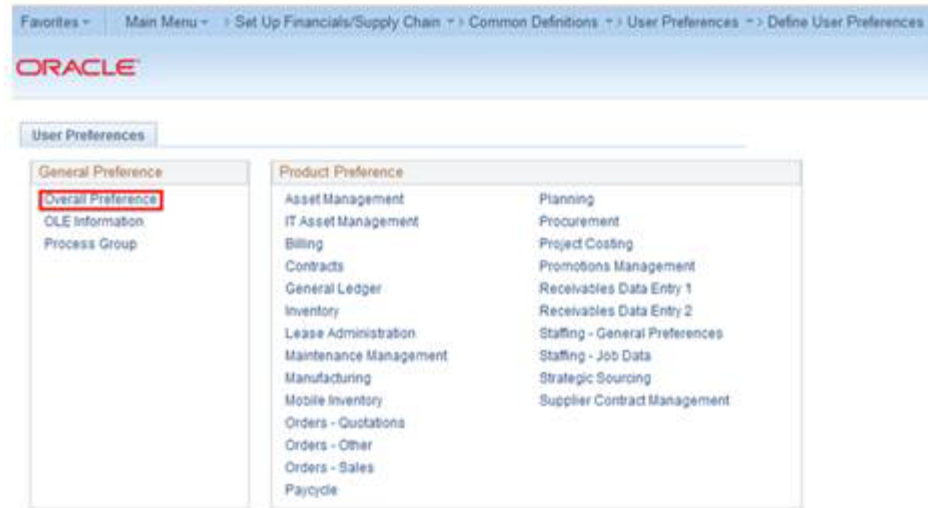 Favorites Main Menu > Set Up Financials/Supply Chain > Common Definitions > User Preferences > Define User Preferences
ORACLE
User Preferences
General Preference
Overall Preference
OLE Information
Process Group
Product Preference
Asset Management
IT Asset Management
Billing
Contracts
General Ledger
Inventory
Lease Administration
Maintenance Management
Manufacturing
Mobile Inventory
Orders - Quotations
Orders - Other
Orders - Sales
Paycycle
Planning
Procurement
Project Costing
Promotions Management
Receivables Data Entry 1
Receivables Data Entry 2
Staffing - General Preferences
Staffing - Job Data
Strategic Sourcing
Supplier Contract Management